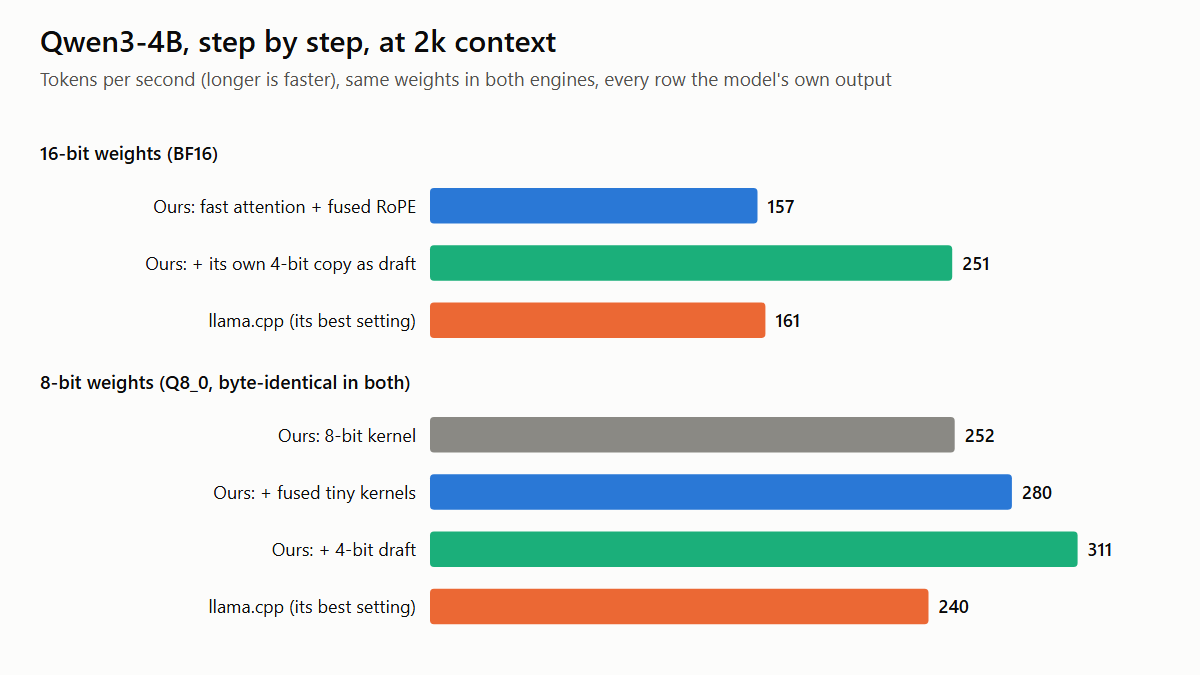 Qwen3-4B, step by step, at 2k context
Tokens per second (longer is faster), same weights in both engines, every row the model's own output
16-bit weights (BF16)
Ours: fast attention + fused RoPE 157
Ours: + its own 4-bit copy as draft 251
llama.cpp (its best setting) 161
8-bit weights (Q8_0, byte-identical in both)
Ours: 8-bit kernel 252
Ours: + fused tiny kernels 280
Ours: + 4-bit draft 311
llama.cpp (its best setting) 240